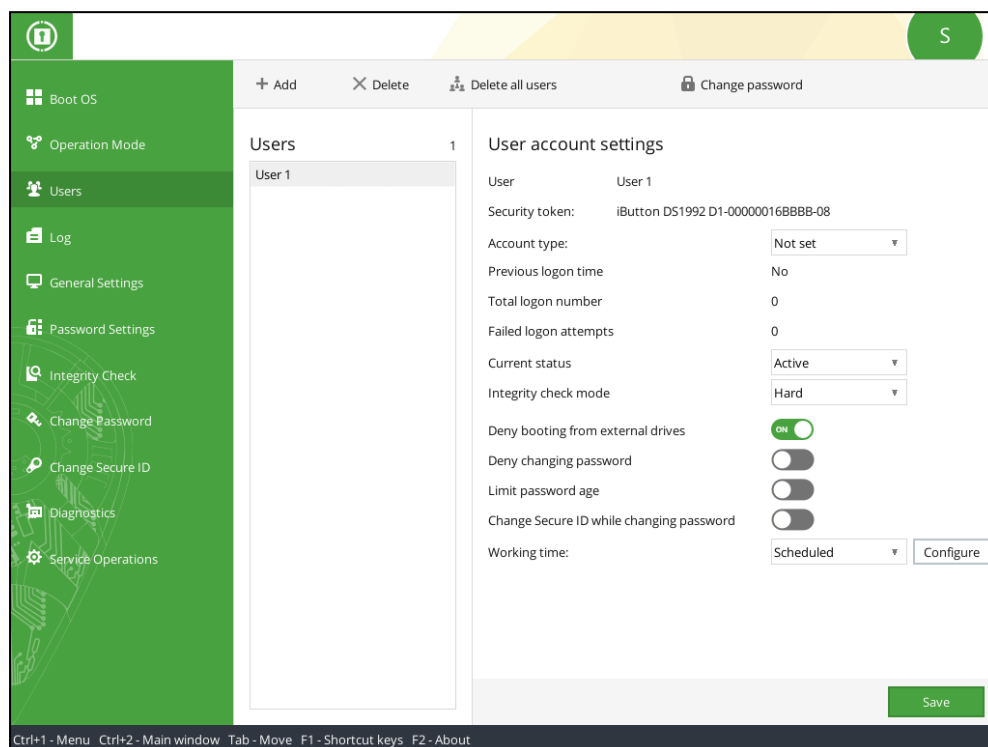 S
+ Add
Delete
Delete all users
Change password
Boot OS
Operation Mode
Users
Log
General Settings
Password Settings
Integrity Check
Change Password
Change Secure ID
Diagnostics
Service Operations
Users 1
User 1
User account settings
User User 1
Security token: iButton DS1992 D1-00000016BBBB-08
Account type: Not set
Previous logon time No
Total logon number 0
Failed logon attempts 0
Current status Active
Integrity check mode Hard
Deny booting from external drives ON
Deny changing password
Limit password age
Change Secure ID while changing password
Working time: Scheduled Configure
Save
Ctrl+1 - Menu Ctrl+2 - Main window Tab - Move F1 - Shortcut keys F2 - About